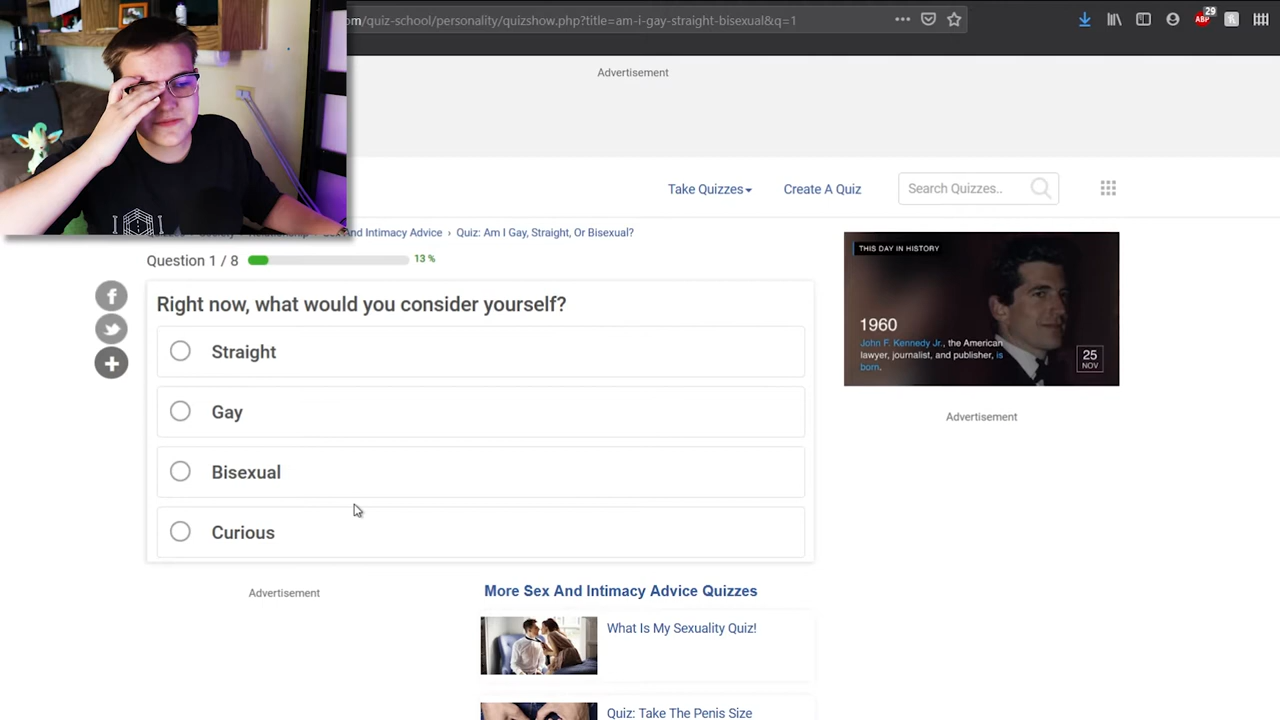 om/quiz-school/personality/quizshow.php?title=am-i-gay-straight-bisexual&q=1
29
ABP
Advertisement
Take Quizzes
Create A Quiz
Search Quizzes..
And Intimacy Advice › Quiz: Am I Gay, Straight, Or Bisexual?
Question 1 / 8
13 %
Right now, what would you consider yourself?
Straight
Gay
Bisexual
Curious
THIS DAY IN HISTORY
1960
John F. Kennedy Jr., the American
lawyer, journalist, and publisher, is
born.
25
NOV
Advertisement
Advertisement
More Sex And Intimacy Advice Quizzes
What Is My Sexuality Quiz!
Quiz: Take The Penis Size